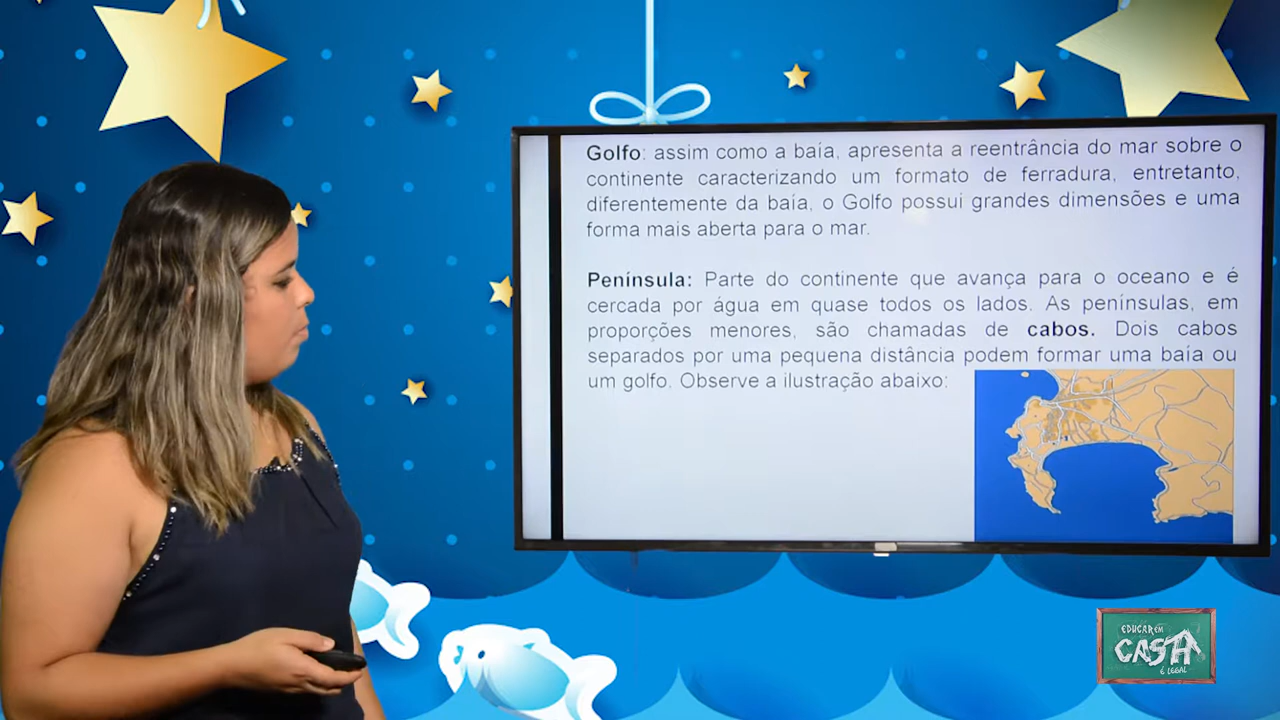 Golfo: assim como a baía, apresenta a reentrância do mar sobre o
continente caracterizando um formato de ferradura, entretanto,
diferentemente da baía, o Golfo possui grandes dimensões e uma
forma mais aberta para o mar.
Península: Parte do continente que avança para o oceano e é
cercada por água em quase todos os lados. As penínsulas, em
proporções menores, são chamadas de cabos. Dois cabos
separados por uma pequena distância podem formar uma baía ou
um golfo. Observe a ilustração abaixo:
EDUCAR EM
CASA
É LEGAL